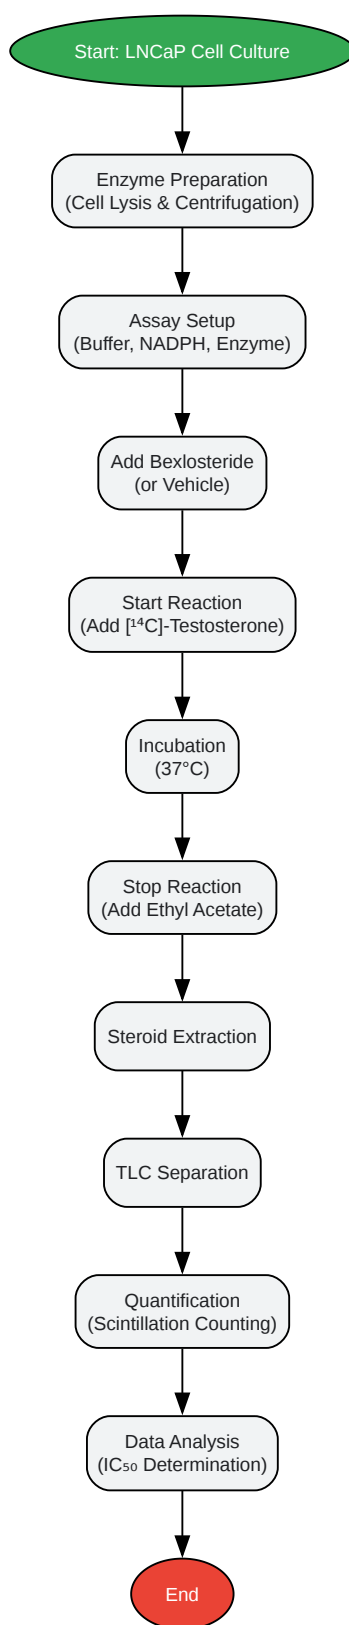 Start: LNCaP Cell Culture
Enzyme Preparation
(Cell Lysis & Centrifugation)
Assay Setup
(Buffer, NADPH, Enzyme)
Add Bexlosteride
(or Vehicle)
Start Reaction
(Add [¹⁴C]-Testosterone)
Incubation
(37°C)
Stop Reaction
(Add Ethyl Acetate)
Steroid Extraction
TLC Separation
Quantification
(Scintillation Counting)
Data Analysis
(IC₅₀ Determination)
End